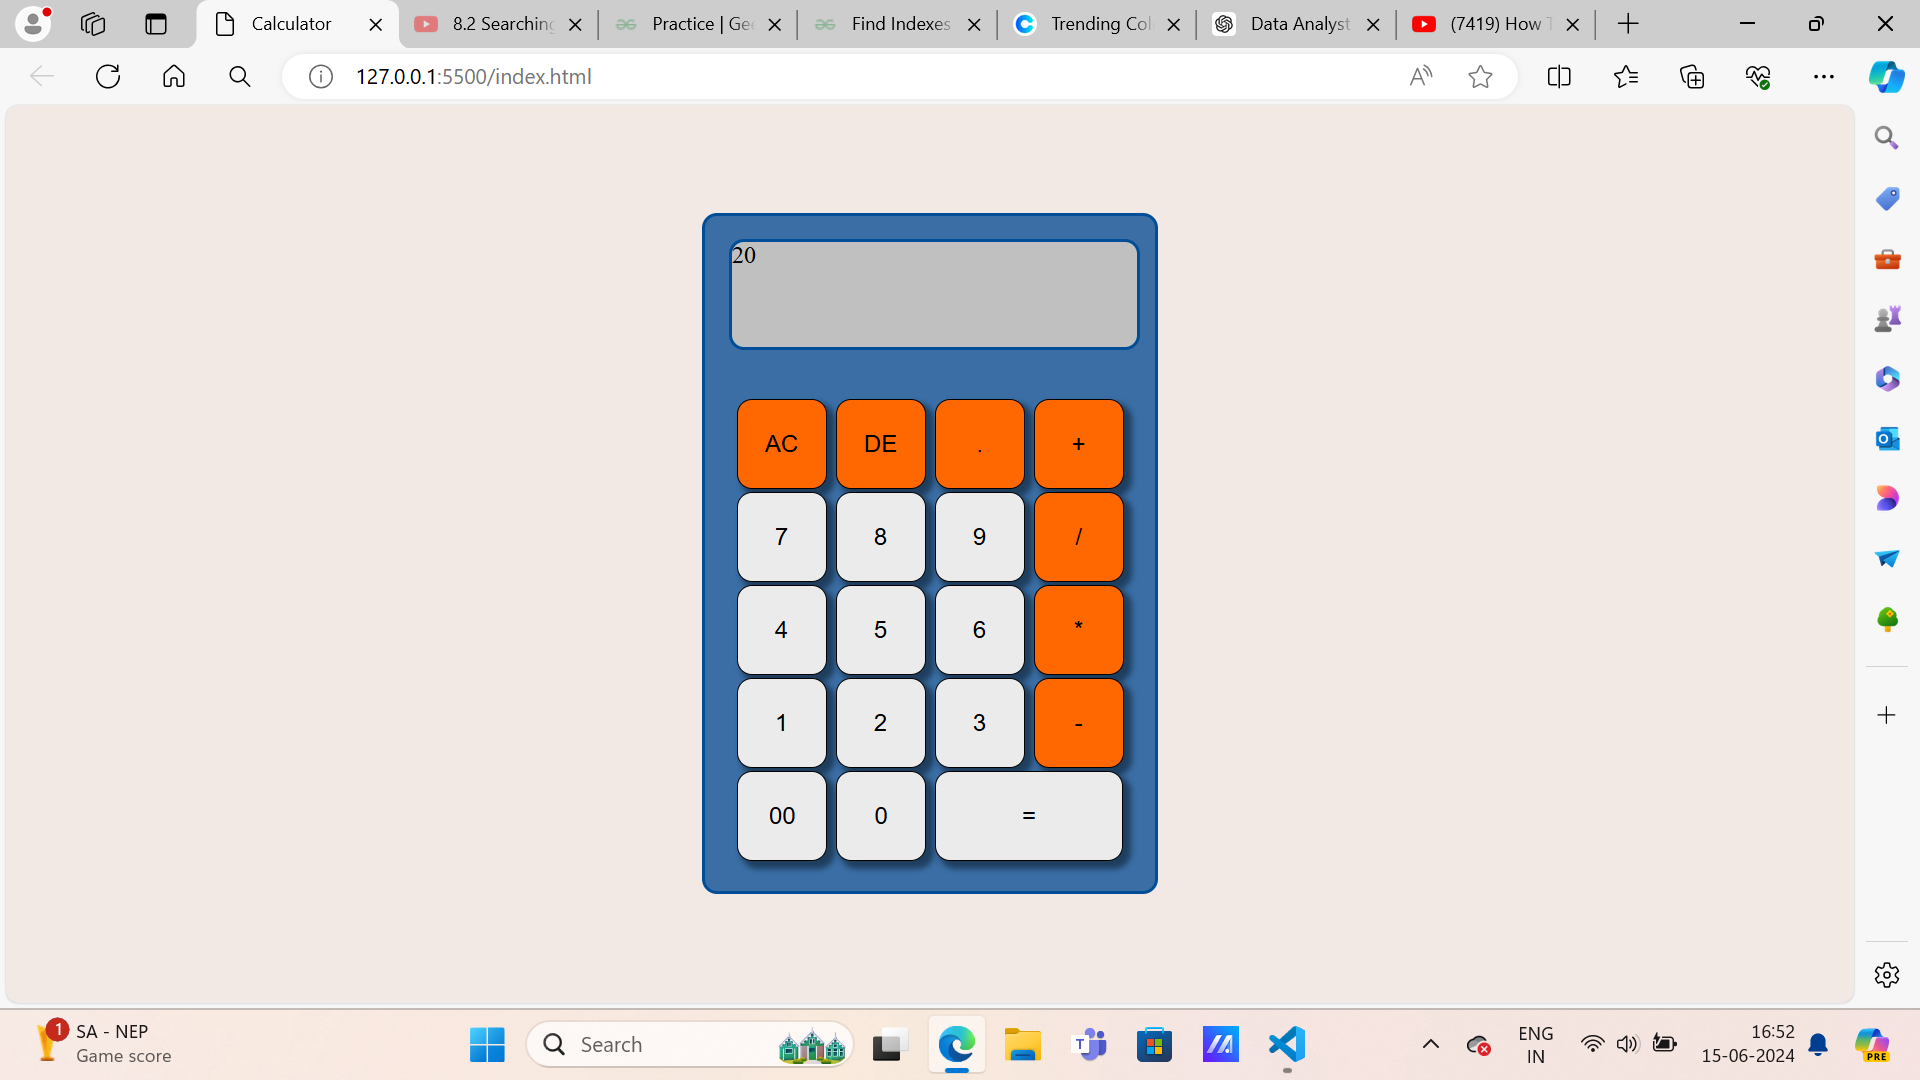 Calculator
8.2 Searching
Practice | Gee
Find Indexes
Trending Col
Data Analyst
(7419) How T
127.0.0.1:5500/index.html
20
AC DE . +
7 8 9 /
4 5 6 *
1 2 3 -
00 0 =
1
SA - NEP
Game score
Search
T
PRE
ENG
IN
16:52
15-06-2024